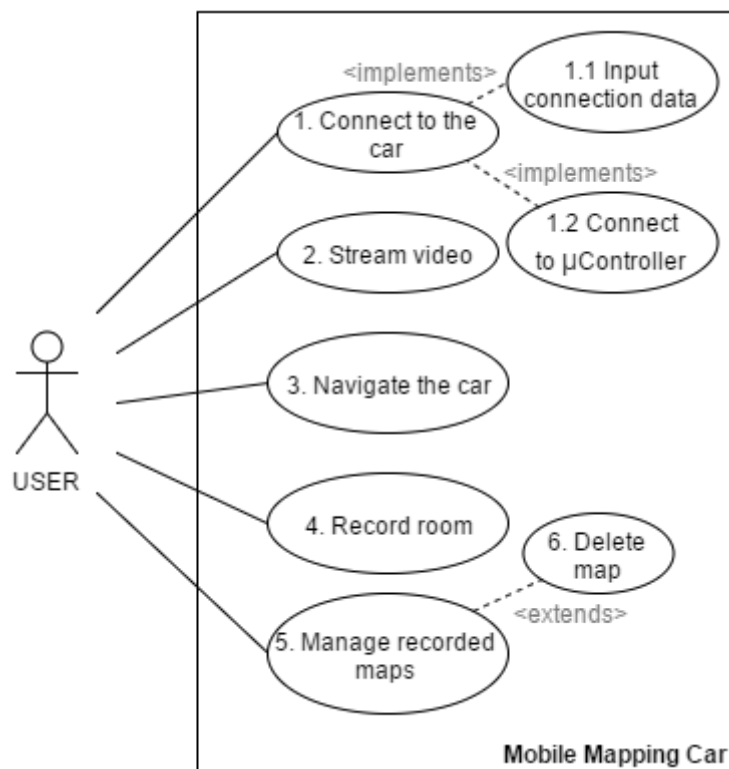 <implements>
1.1 Input
connection data
1. Connect to the
car
<implements>
1.2 Connect
to µController
2. Stream video
3. Navigate the car
USER
4. Record room
6. Delete
map
<extends>
5. Manage recorded
maps
Mobile Mapping Car